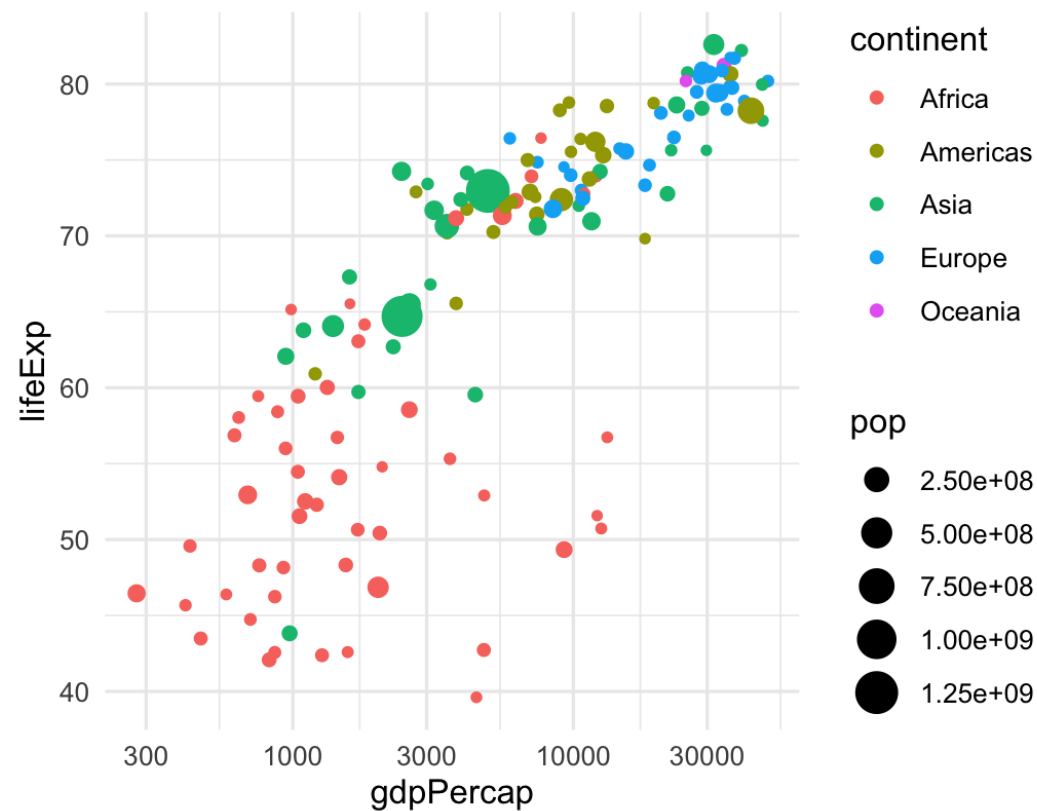 continent
Africa
Americas
Asia
Europe
Oceania
pop
2.50e+08
5.00e+08
7.50e+08
1.00e+09
1.25e+09
lifeExp
80
70
60
50
40
300 1000 3000 10000 30000
gdpPercap